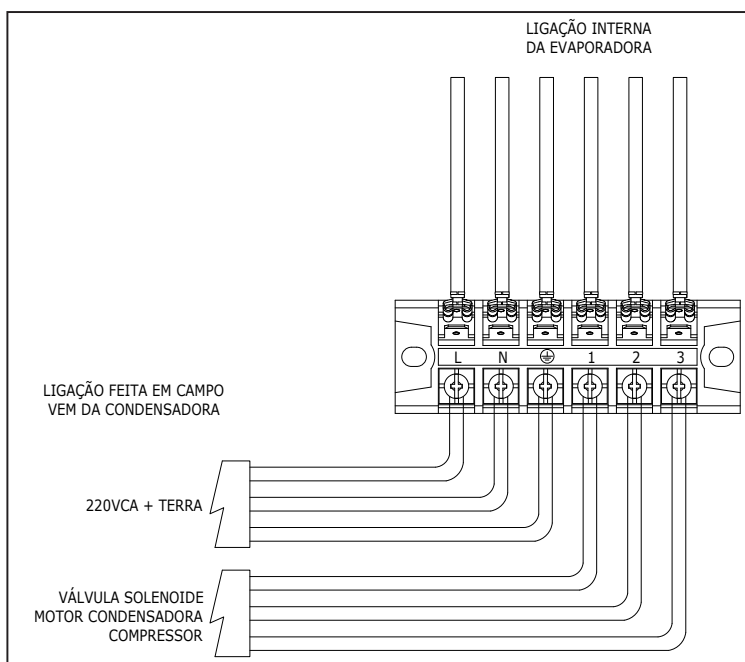 LIGAÇÃO INTERNA
DA EVAPORADORA
L N ⏚ 1 2 3
LIGAÇÃO FEITA EM CAMPO
VEM DA CONDENSADORA
220VCA + TERRA
VÁLVULA SOLENOIDE
MOTOR CONDENSADORA
COMPRESSOR